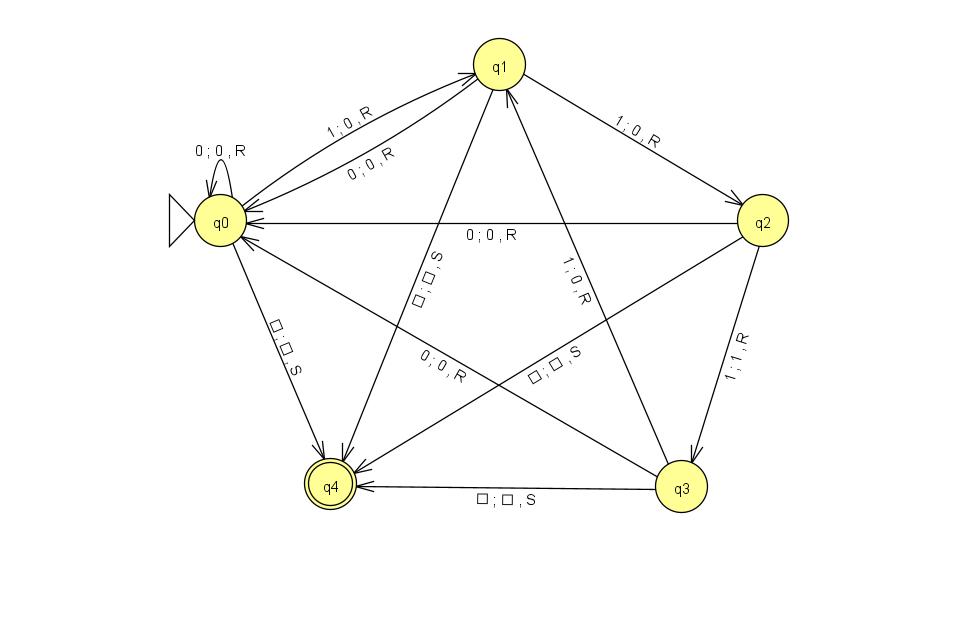 q1
1 ; 0 , R
1 ; 0 , R
0 ; 0 , R
0 ; 0 , R
q0
q2
0 ; 0 , R
□ ; □ , S
1 ; 0 , R
□ ; □ , S
0 ; 0 , R
□ ; □ , S
1 ; 1 , R
q4
q3
□ ; □ , S